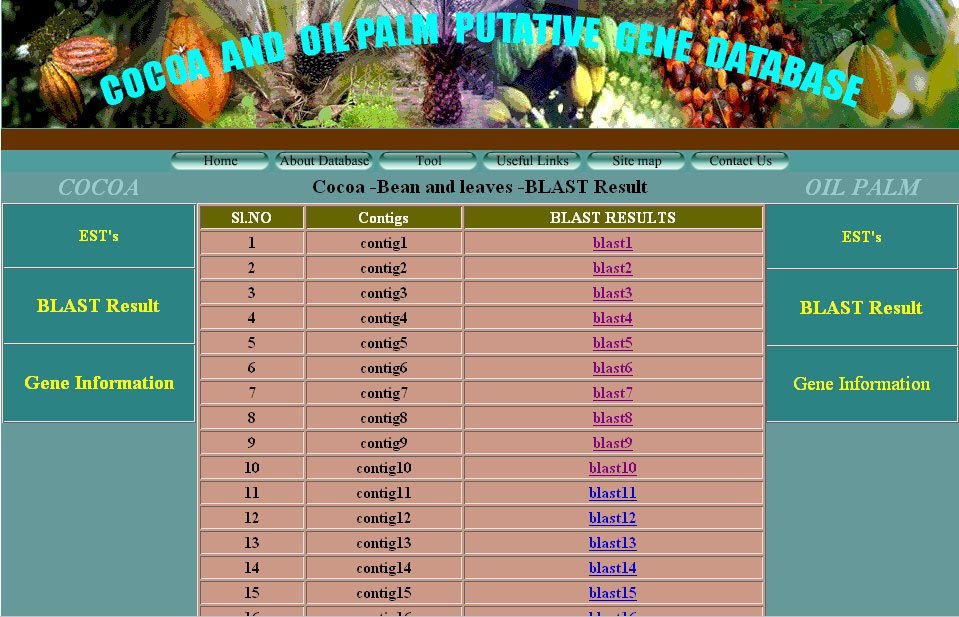 COCOA AND OIL PALM PUTATIVE GENE DATABASE
Home About Database Tool Useful Links Site map Contact Us
COCOA Cocoa -Bean and leaves -BLAST Result OIL PALM
Sl.NO Contigs BLAST RESULTS
EST's EST's
1 contig1 blast1
2 contig2 blast2
3 contig3 blast3
BLAST Result BLAST Result
4 contig4 blast4
5 contig5 blast5
6 contig6 blast6
Gene Information Gene Information
7 contig7 blast7
8 contig8 blast8
9 contig9 blast9
10 contig10 blast10
11 contig11 blast11
12 contig12 blast12
13 contig13 blast13
14 contig14 blast14
15 contig15 blast15